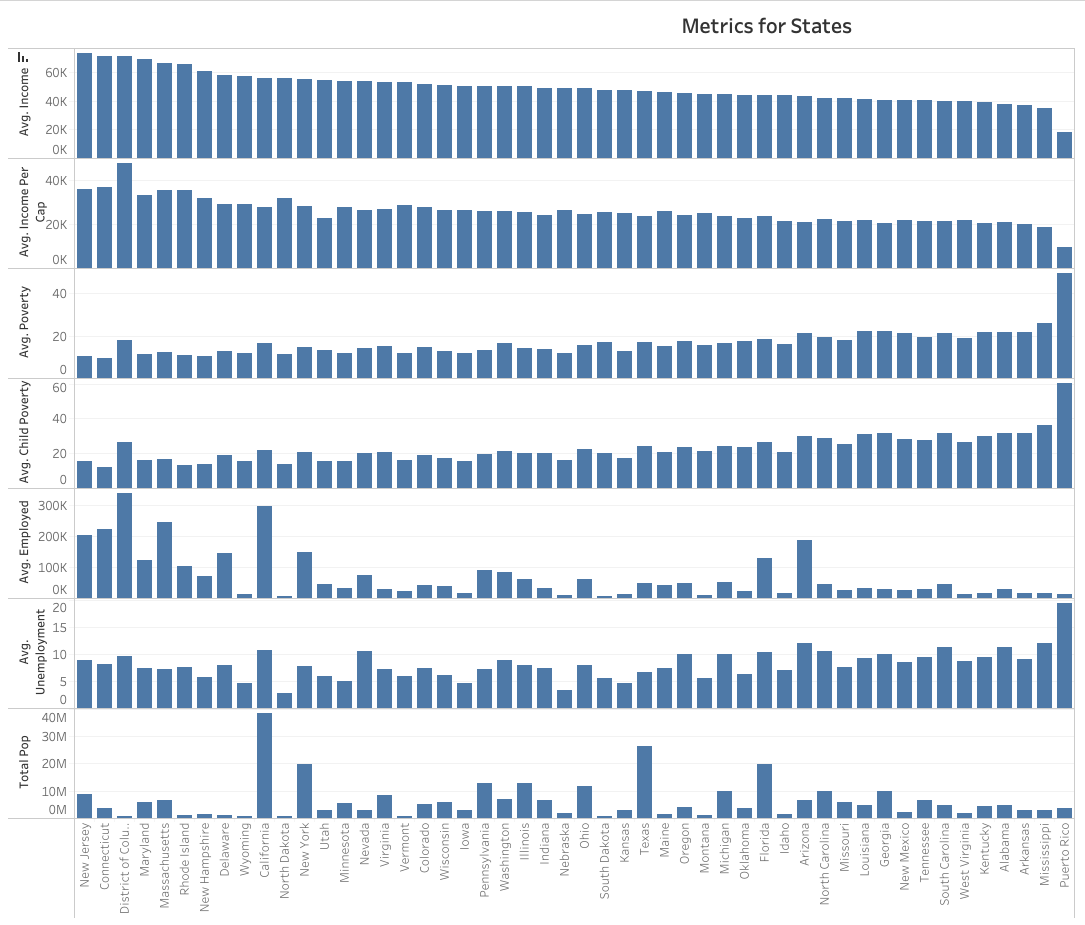 Metrics for States
Avg. Income
60K
40K
20K
0K
Avg. Income Per
Cap
40K
20K
0K
Avg. Poverty
40
20
0
Avg. Child Poverty
60
40
20
0
Avg. Employed
300K
200K
100K
0K
Avg.
Unemployment
20
15
10
5
0
Total Pop
40M
30M
20M
10M
0M
New Jersey
Connecticut
District of Colu..
Maryland
Massachusetts
Rhode Island
New Hampshire
Delaware
Wyoming
California
North Dakota
New York
Utah
Minnesota
Nevada
Virginia
Vermont
Colorado
Wisconsin
Iowa
Pennsylvania
Washington
Illinois
Indiana
Nebraska
Ohio
South Dakota
Kansas
Texas
Maine
Oregon
Montana
Michigan
Oklahoma
Florida
Idaho
Arizona
North Carolina
Missouri
Louisiana
Georgia
New Mexico
Tennessee
South Carolina
West Virginia
Kentucky
Alabama
Arkansas
Mississippi
Puerto Rico